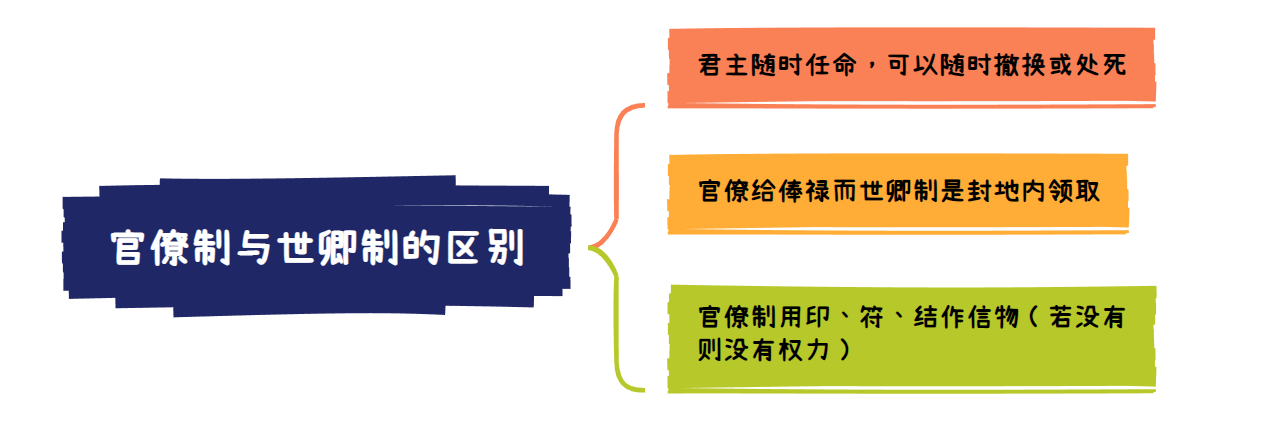 官僚制与世卿制的区别
君主随时任命，可以随时撤换或处死
官僚给俸禄而世卿制是封地内领取
官僚制用印、符、结作信物（若没有
则没有权力）